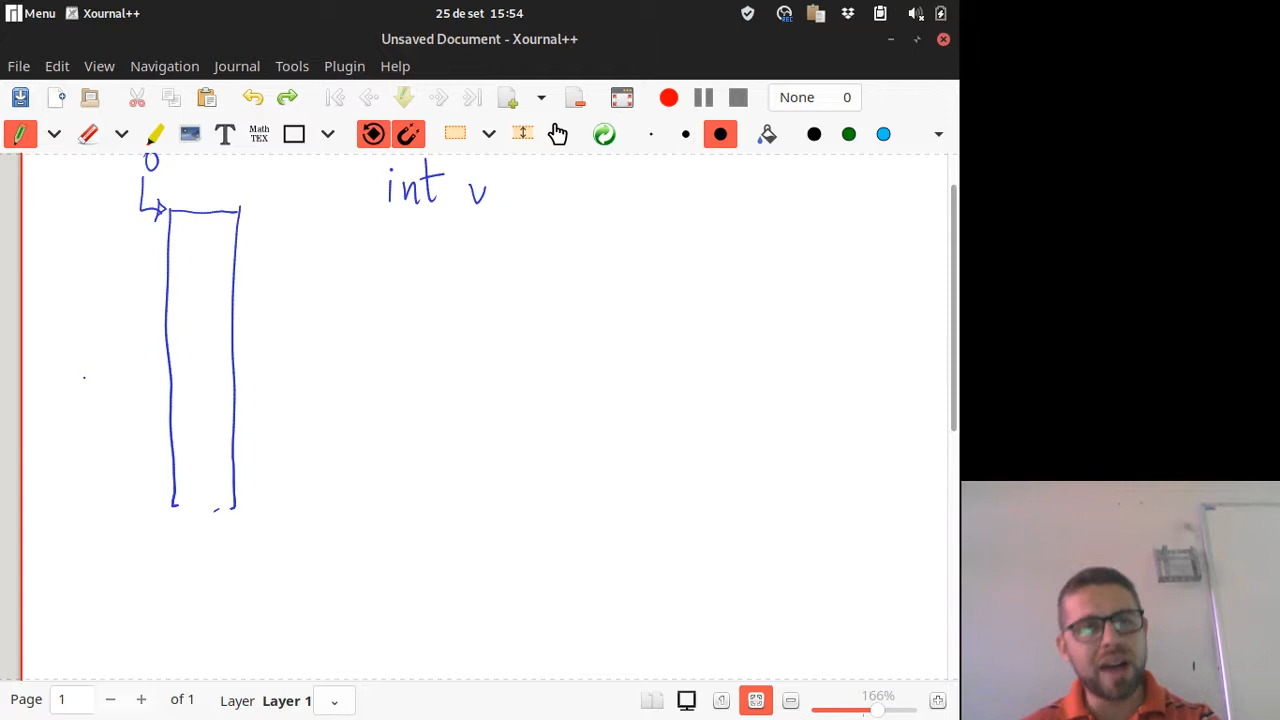 Menu Xournal++ 25 de set 15:54 REC
Unsaved Document - Xournal++
File Edit View Navigation Journal Tools Plugin Help
None 0
T Math TEX
0
int v
Page 1 of 1 Layer Layer 1 166%